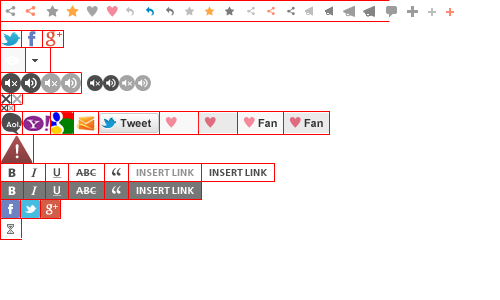 g+
Aol. Y! Tweet Fan Fan
B I U ABC “ INSERT LINK INSERT LINK
B I U ABC “ INSERT LINK
f g+